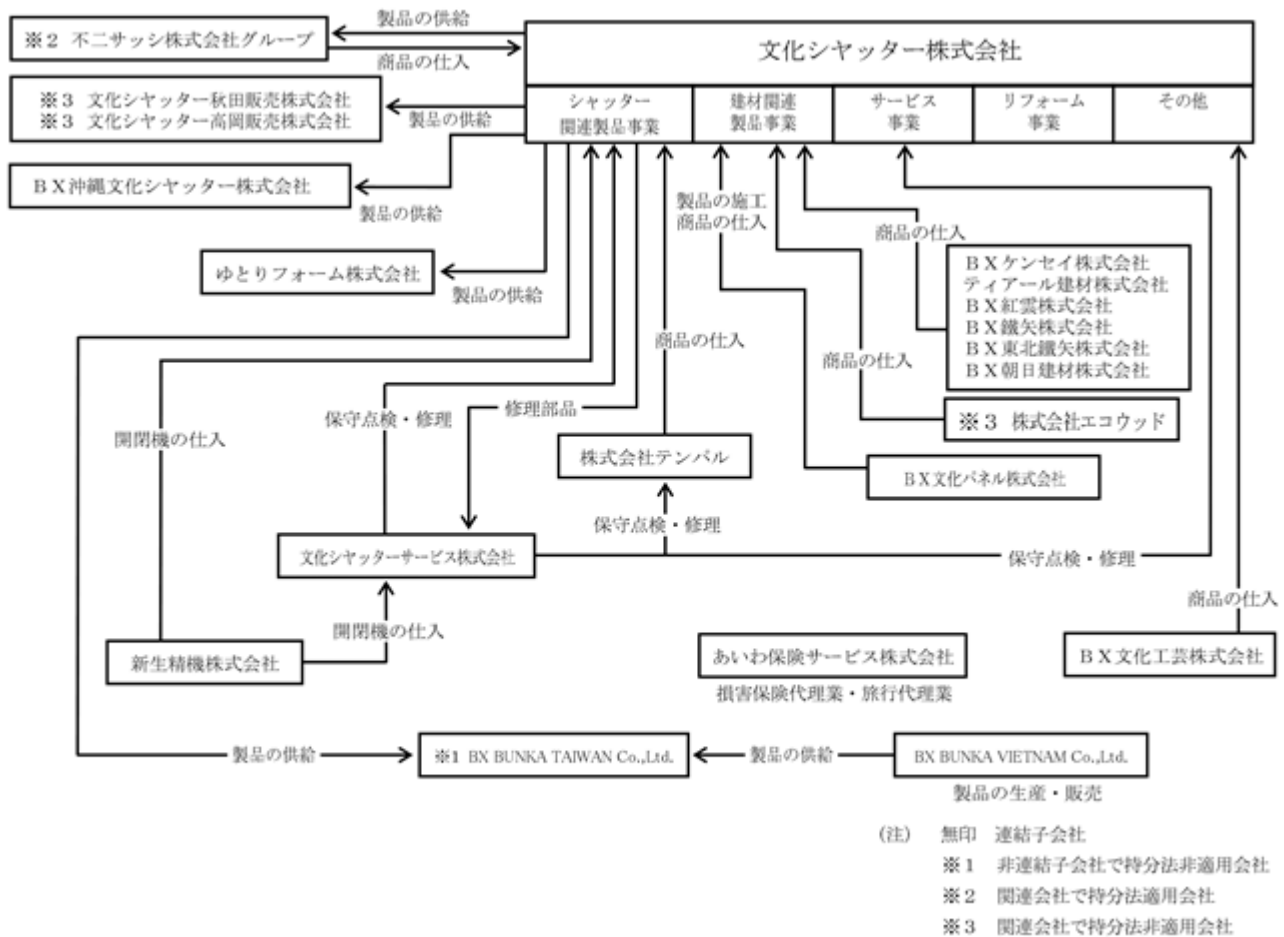 製品の供給
※2 不二サッシ株式会社グループ
商品の仕入
文化シヤッター株式会社
※3 文化シヤッター秋田販売株式会社
※3 文化シヤッター高岡販売株式会社
製品の供給
シャッター
関連製品事業
建材関連
製品事業
サービス
事業
リフォーム
事業
その他
BX沖縄文化シヤッター株式会社
製品の供給
製品の施工
商品の仕入
商品の仕入
ゆとりフォーム株式会社
製品の供給
BXケンセイ株式会社
ティアール建材株式会社
BX紅雲株式会社
BX鐵矢株式会社
BX東北鐵矢株式会社
BX朝日建材株式会社
商品の仕入
商品の仕入
保守点検・修理
修理部品
※3 株式会社エコウッド
開閉機の仕入
株式会社テンパル
BX文化パネル株式会社
保守点検・修理
文化シヤッターサービス株式会社
保守点検・修理
商品の仕入
開閉機の仕入
新生精機株式会社
あいわ保険サービス株式会社
BX文化工芸株式会社
損害保険代理業・旅行代理業
製品の供給
※1 BX BUNKA TAIWAN Co.,Ltd.
製品の供給
BX BUNKA VIETNAM Co.,Ltd.
製品の生産・販売
(注) 無印 連結子会社
※1 非連結子会社で持分法非適用会社
※2 関連会社で持分法適用会社
※3 関連会社で持分法非適用会社